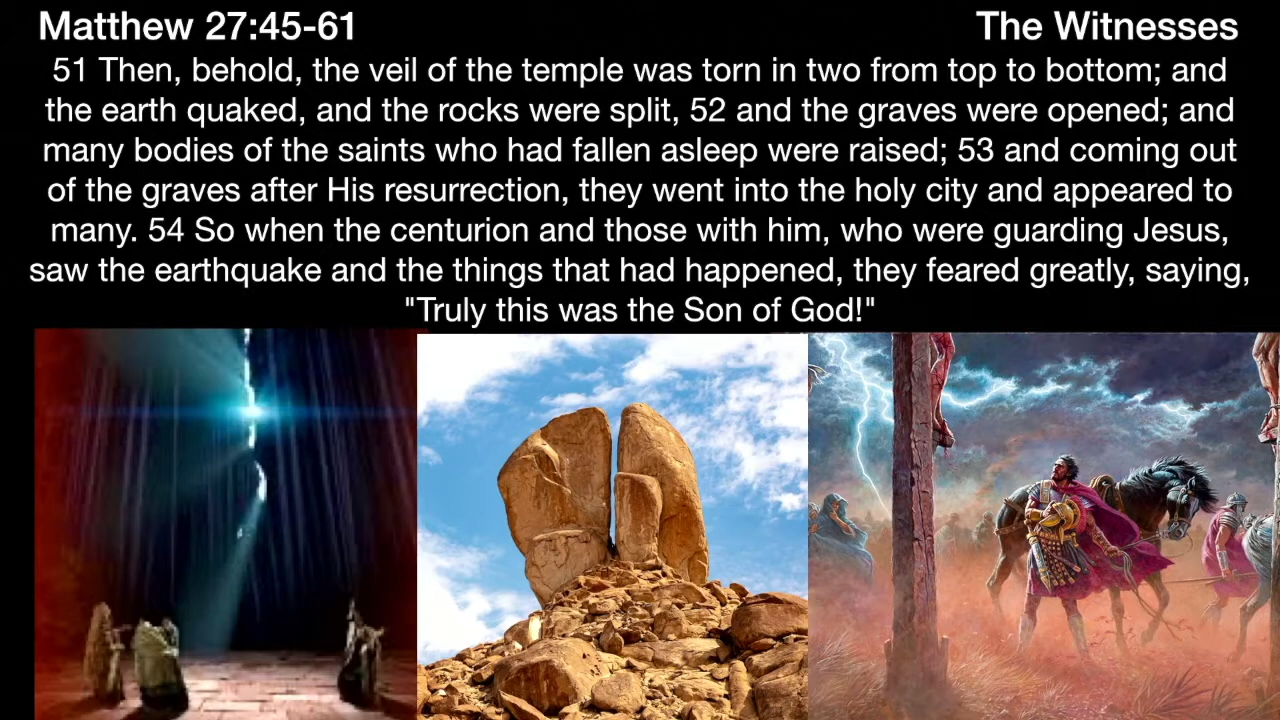 Matthew 27:45-61
The Witnesses
51 Then, behold, the veil of the temple was torn in two from top to bottom; and
the earth quaked, and the rocks were split, 52 and the graves were opened; and
many bodies of the saints who had fallen asleep were raised; 53 and coming out
of the graves after His resurrection, they went into the holy city and appeared to
many. 54 So when the centurion and those with him, who were guarding Jesus,
saw the earthquake and the things that had happened, they feared greatly, saying,
"Truly this was the Son of God!"